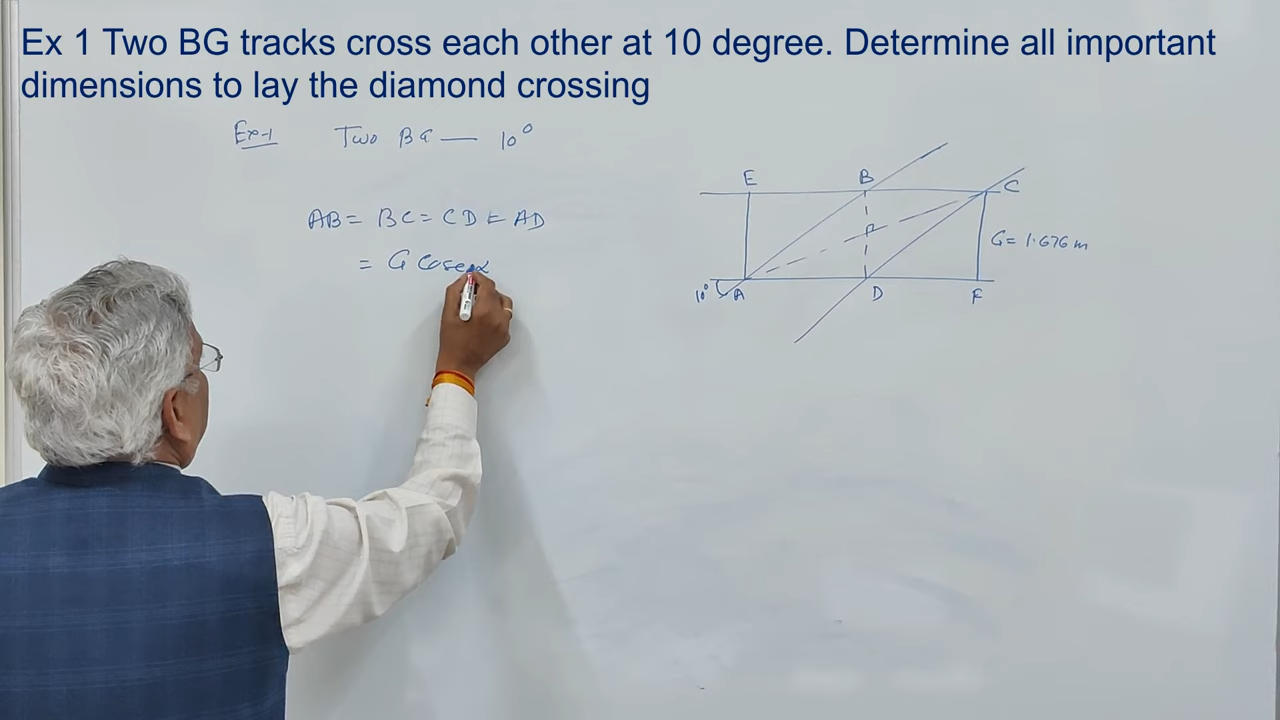 Ex 1 Two BG tracks cross each other at 10 degree. Determine all important
dimensions to lay the diamond crossing
Ex-1 Two BG — 10°
AB = BC = CD = AD
= G Cosec α
E B C
G = 1.676 m
10° A D F